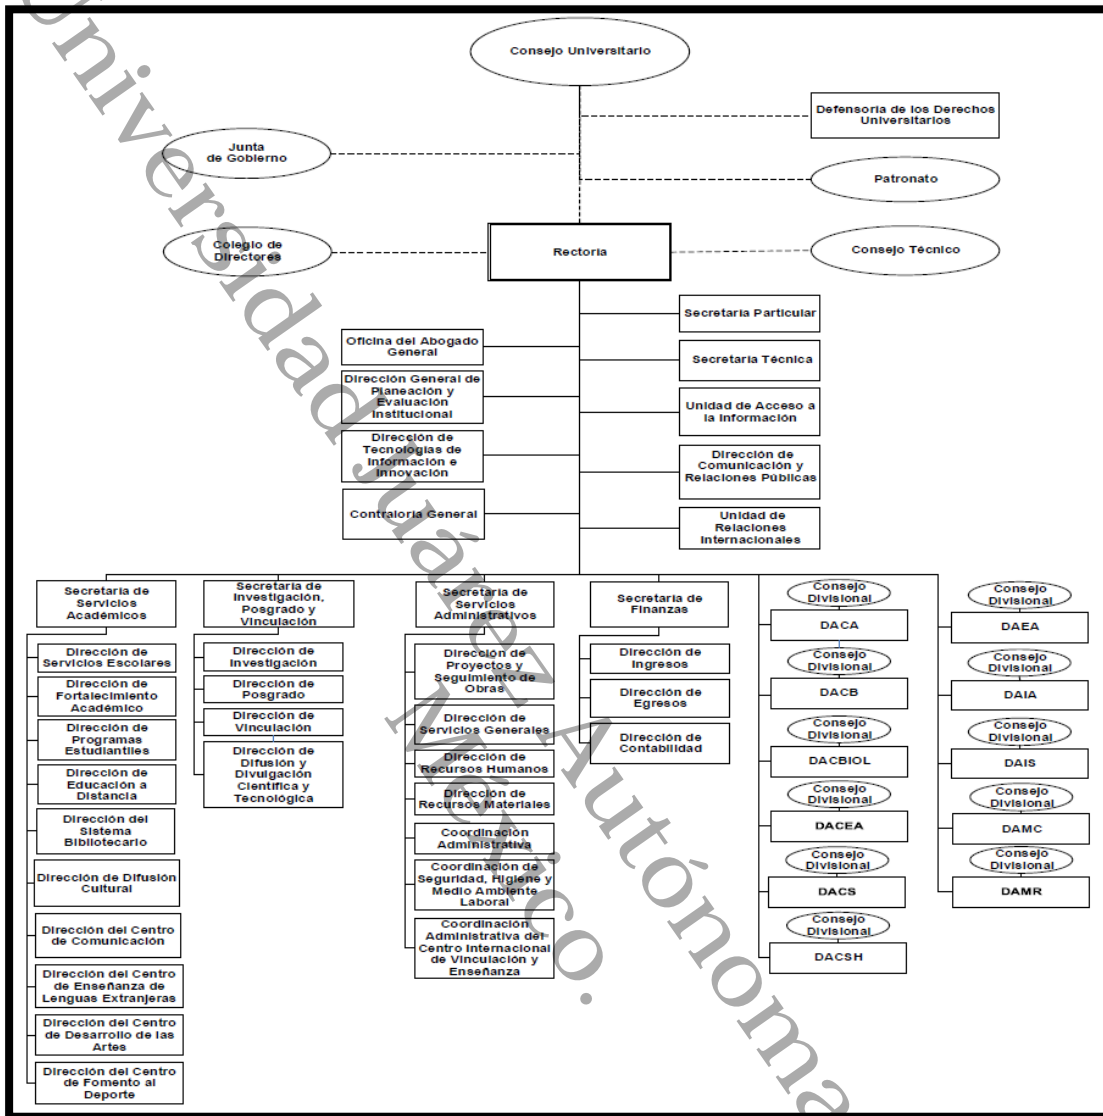 Consejo Universitario
Defensoría de los Derechos
Universitarios
Junta
de Gobierno
Patronato
Colegio de
Directores
Rectoría
Consejo Técnico
Secretaría Particular
Oficina del Abogado
General
Secretaría Técnica
Dirección General de
Planeación y
Evaluación
Institucional
Unidad de Acceso a
la Información
Dirección de
Tecnologías de
Información e
Innovación
Dirección de
Comunicación y
Relaciones Públicas
Contraloría General
Unidad de
Relaciones
Internacionales
Secretaría de
Servicios
Académicos
Dirección de
Servicios Escolares
Dirección de
Fortalecimiento
Académico
Dirección de
Programas
Estudiantiles
Dirección de
Educación a
Distancia
Dirección del
Sistema
Bibliotecario
Dirección de Difusión
Cultural
Dirección del Centro
de Comunicación
Dirección del Centro
de Enseñanza de
Lenguas Extranjeras
Dirección del Centro
de Desarrollo de las
Artes
Dirección del Centro
de Fomento al
Deporte
Secretaría de
Investigación,
Posgrado y
Vinculación
Dirección de
Investigación
Dirección de
Posgrado
Dirección de
Vinculación
Dirección de
Difusión y
Divulgación
Científica y
Tecnológica
Secretaría de
Servicios
Administrativos
Dirección de
Proyectos y
Seguimiento de
Obras
Dirección de
Servicios Generales
Dirección de
Recursos Humanos
Dirección de
Recursos Materiales
Coordinación
Administrativa
Coordinación de
Seguridad, Higiene y
Medio Ambiente
Laboral
Coordinación
Administrativa del
Centro Internacional
de Vinculación y
Enseñanza
Secretaría de
Finanzas
Dirección de
Ingresos
Dirección de
Egresos
Dirección de
Contabilidad
Consejo
Divisional
DACA
Consejo
Divisional
DACB
Consejo
Divisional
DACBIOL
Consejo
Divisional
DACEA
Consejo
Divisional
DACS
Consejo
Divisional
DACSH
Consejo
Divisional
DAEA
Consejo
Divisional
DAIA
Consejo
Divisional
DAIS
Consejo
Divisional
DAMC
Consejo
Divisional
DAMR
Universidad Juárez Autónoma
México.